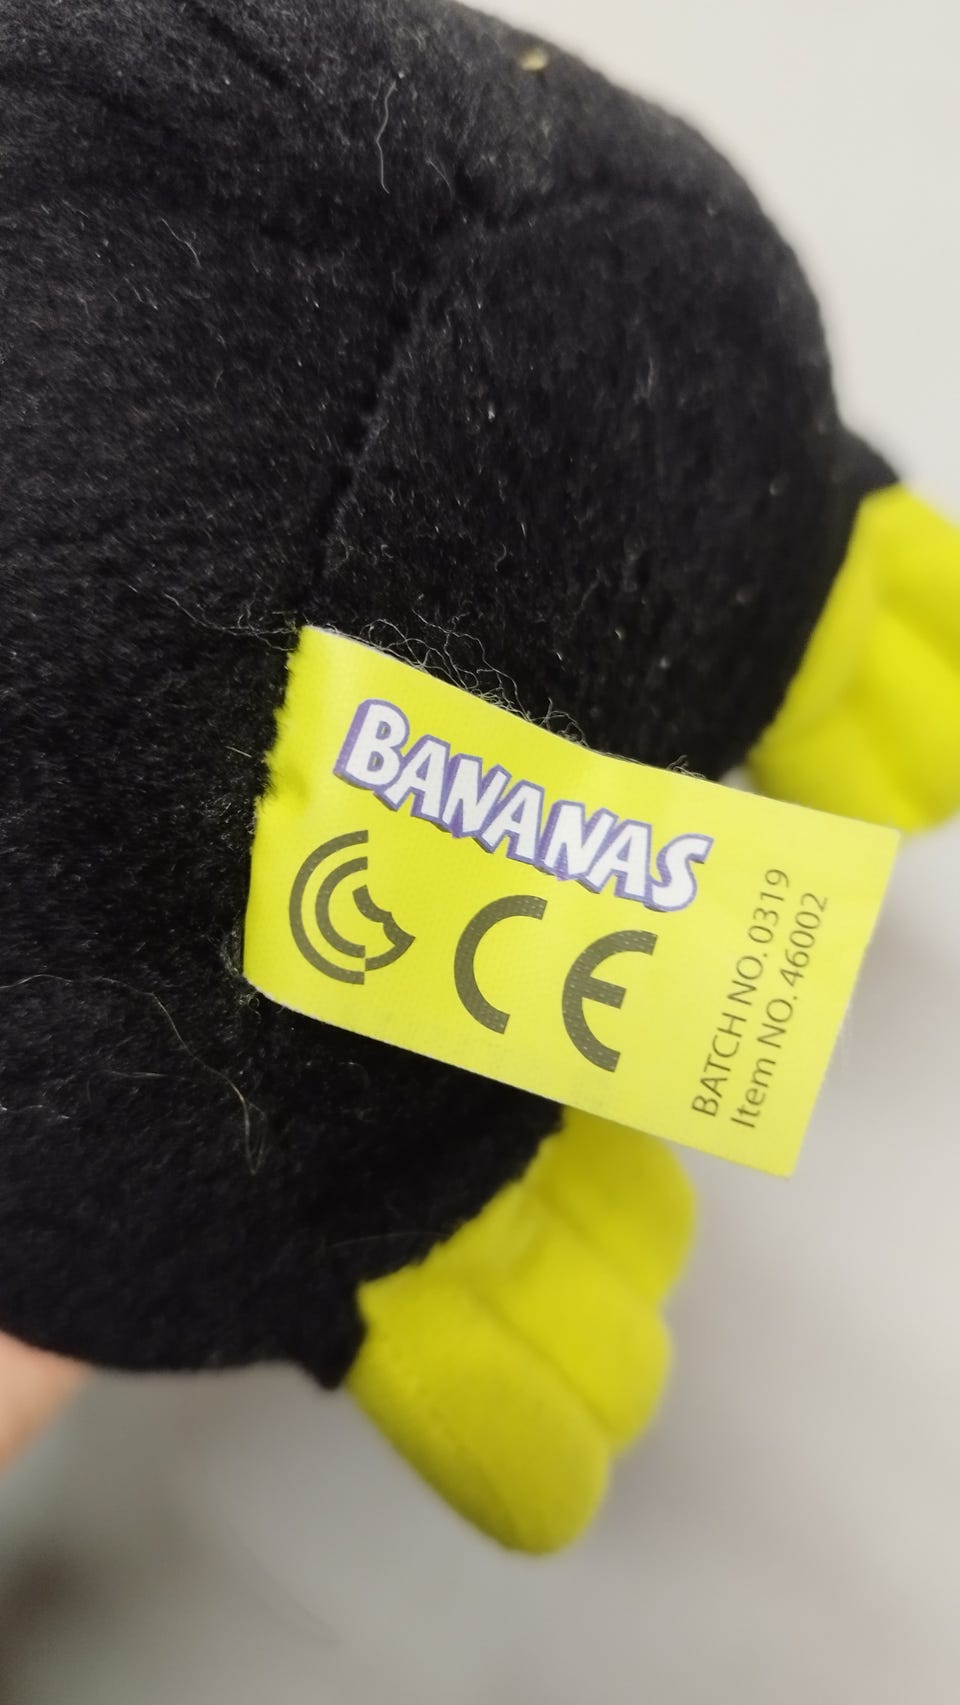 BANANAS
CE
BATCH NO. 0319
Item NO. 46002